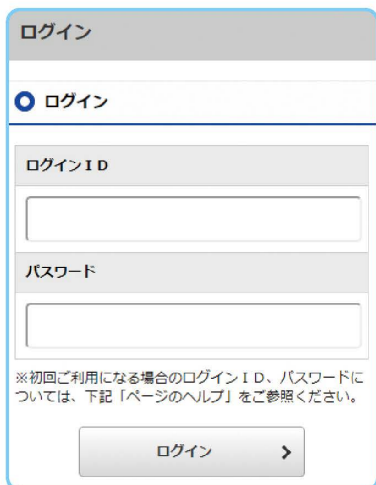 ログイン
ログイン
ログインＩＤ
パスワード
※初回ご利用になる場合のログインＩＤ、パスワードに
ついては、下記「ページのヘルプ」をご参照ください。
ログイン